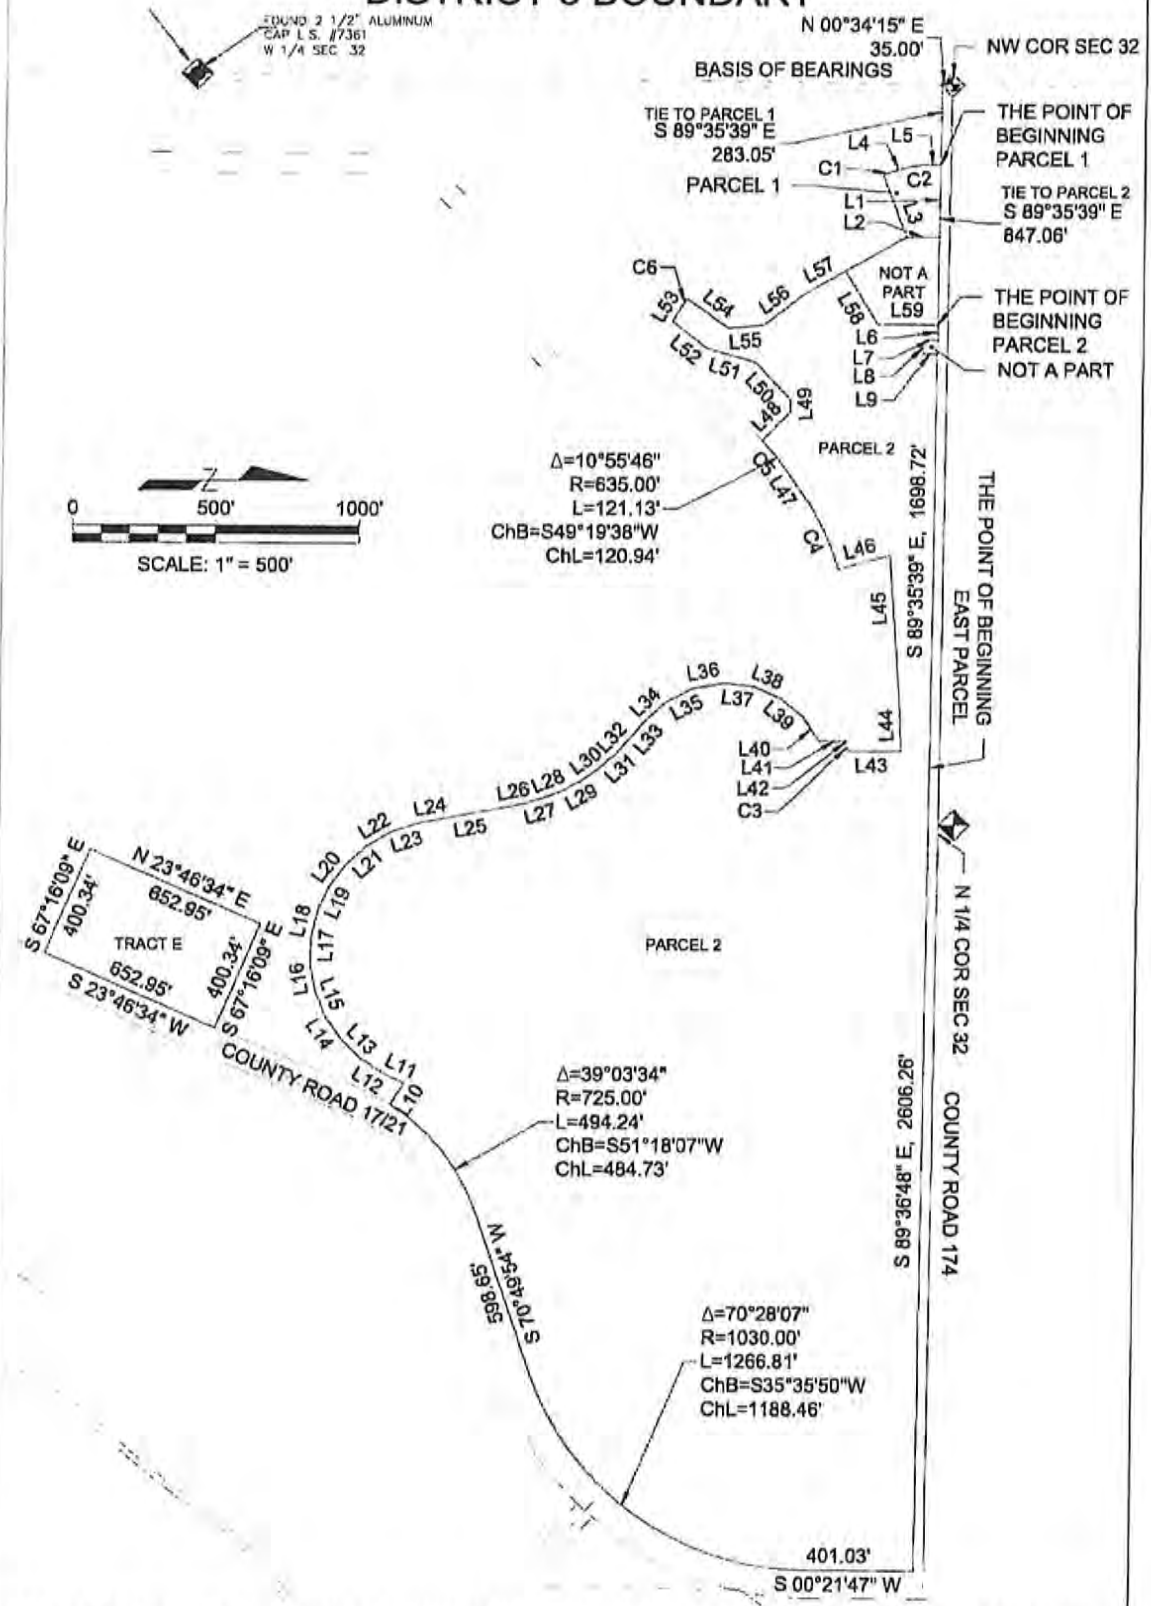 DISTRICT 6 BOUNDARY
FOUND 2 1/2" ALUMINUM
CAP L.S. #7361
W 1/4 SEC 32
N 00°34'15" E
35.00'
NW COR SEC 32
BASIS OF BEARINGS
TIE TO PARCEL 1
S 89°35'39" E
283.05'
THE POINT OF
BEGINNING
PARCEL 1
L4
L5
C1
C2
PARCEL 1
L1
L3
L2
TIE TO PARCEL 2
S 89°35'39" E
847.06'
C6
L57
NOT A
PART
L59
L53
L54
L56
L58
THE POINT OF
BEGINNING
PARCEL 2
L55
L6
L52
L51
L7
L8
NOT A PART
L50
L9
L49
L48
PARCEL 2
C5
L47
Δ=10°55'46"
R=635.00'
L=121.13'
ChB=S49°19'38"W
ChL=120.94'
0
500'
1000'
N
SCALE: 1" = 500'
C4
L46
S 89°35'39" E, 1698.72'
THE POINT OF BEGINNING
EAST PARCEL
L45
L36
L38
L34
L35
L37
L39
L44
L33
L32
L40
L41
L43
L30
L31
L42
L28
L26
L29
L27
C3
L24
L25
L22
L23
L20
L21
N 23°46'34" E
652.95'
S 67°16'09" E
400.34'
TRACT E
400.34'
S 67°16'09" E
652.95'
S 23°46'34" W
L18
L19
L17
L16
L15
L14
L13
L11
L12
L10
PARCEL 2
N 1/4 COR SEC 32
COUNTY ROAD 17/21
Δ=39°03'34"
R=725.00'
L=494.24'
ChB=S51°18'07"W
ChL=484.73'
S 89°36'48" E, 2606.26'
COUNTY ROAD 174
S 70°49'54" W
598.65'
Δ=70°28'07"
R=1030.00'
L=1266.81'
ChB=S35°35'50"W
ChL=1188.46'
401.03'
S 00°21'47" W